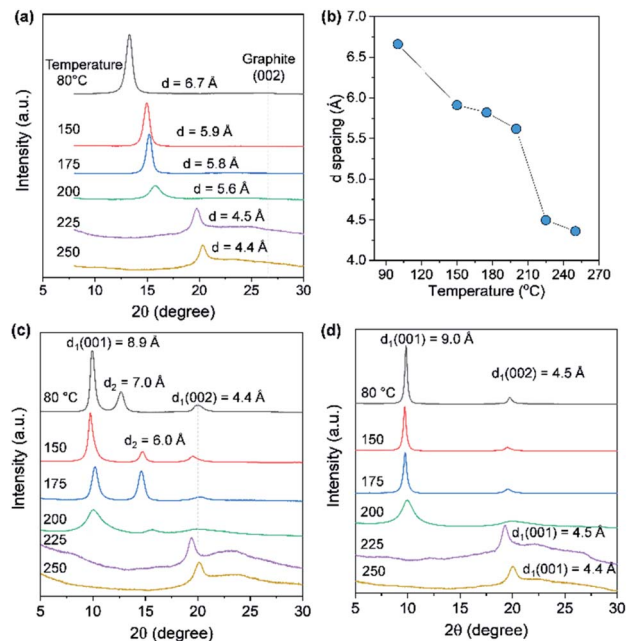 (a)
Temperature
80°C
d = 6.7 Å
Graphite
(002)
150
d = 5.9 Å
175
d = 5.8 Å
200
d = 5.6 Å
225
d = 4.5 Å
250
d = 4.4 Å
Intensity (a.u.)
5 10 15 20 25 30
2θ (degree)
(b)
7.0
6.5
6.0
5.5
5.0
4.5
4.0
d spacing (Å)
90 120 150 180 210 240 270
Temperature (°C)
(c)
d₁(001) = 8.9 Å
d₂ = 7.0 Å
d₁(002) = 4.4 Å
80 °C
150
d₂ = 6.0 Å
175
200
225
250
Intensity (a.u.)
5 10 15 20 25 30
2θ (degree)
(d)
d₁(001) = 9.0 Å
d₁(002) = 4.5 Å
80 °C
150
175
200
225
d₁(001) = 4.5 Å
250
d₁(001) = 4.4 Å
Intensity (a.u.)
5 10 15 20 25 30
2θ (degree)